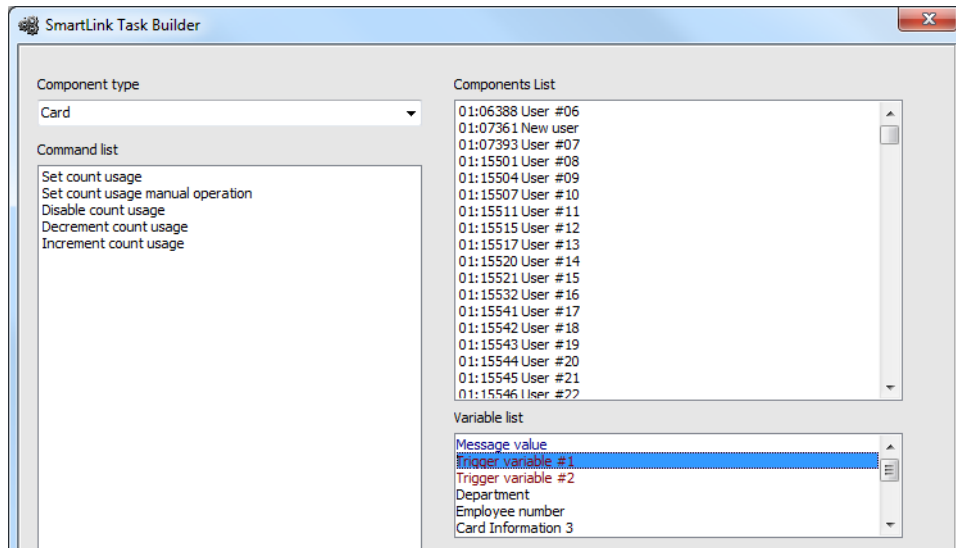 SmartLink Task Builder
Component type
Card
Command list
Set count usage
Set count usage manual operation
Disable count usage
Decrement count usage
Increment count usage
Components List
01:06388 User #06
01:07361 New user
01:07393 User #07
01:15501 User #08
01:15504 User #09
01:15507 User #10
01:15511 User #11
01:15515 User #12
01:15517 User #13
01:15520 User #14
01:15521 User #15
01:15532 User #16
01:15541 User #17
01:15542 User #18
01:15543 User #19
01:15544 User #20
01:15545 User #21
01:15546 User #22
Variable list
Message value
Trigger variable #1
Trigger variable #2
Department
Employee number
Card Information 3